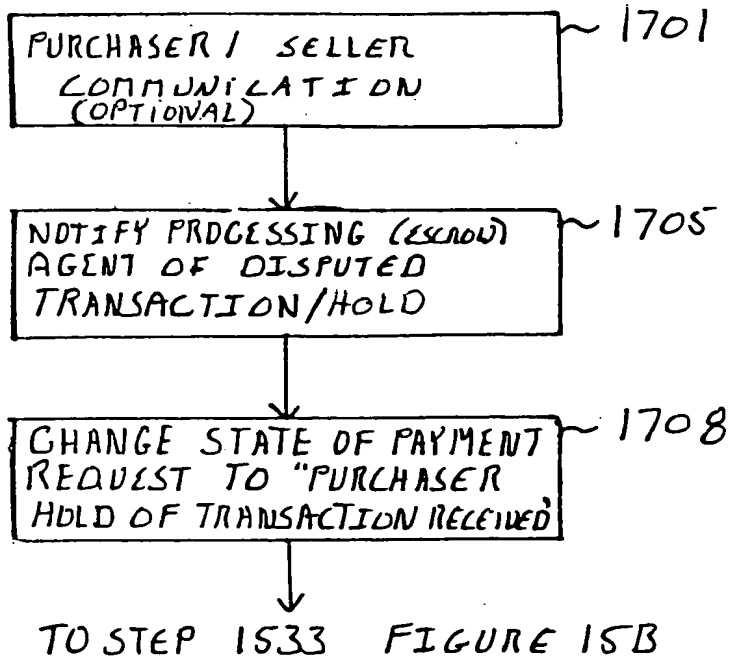 PURCHASER / SELLER 1701
COMMUNICATION
(OPTIONAL)
NOTIFY PROCESSING (ESCROW) 1705
AGENT OF DISPUTED
TRANSACTION/HOLD
CHANGE STATE OF PAYMENT 1708
REQUEST TO "PURCHASER
HOLD OF TRANSACTION RECEIVED"
TO STEP 1533 FIGURE 15B